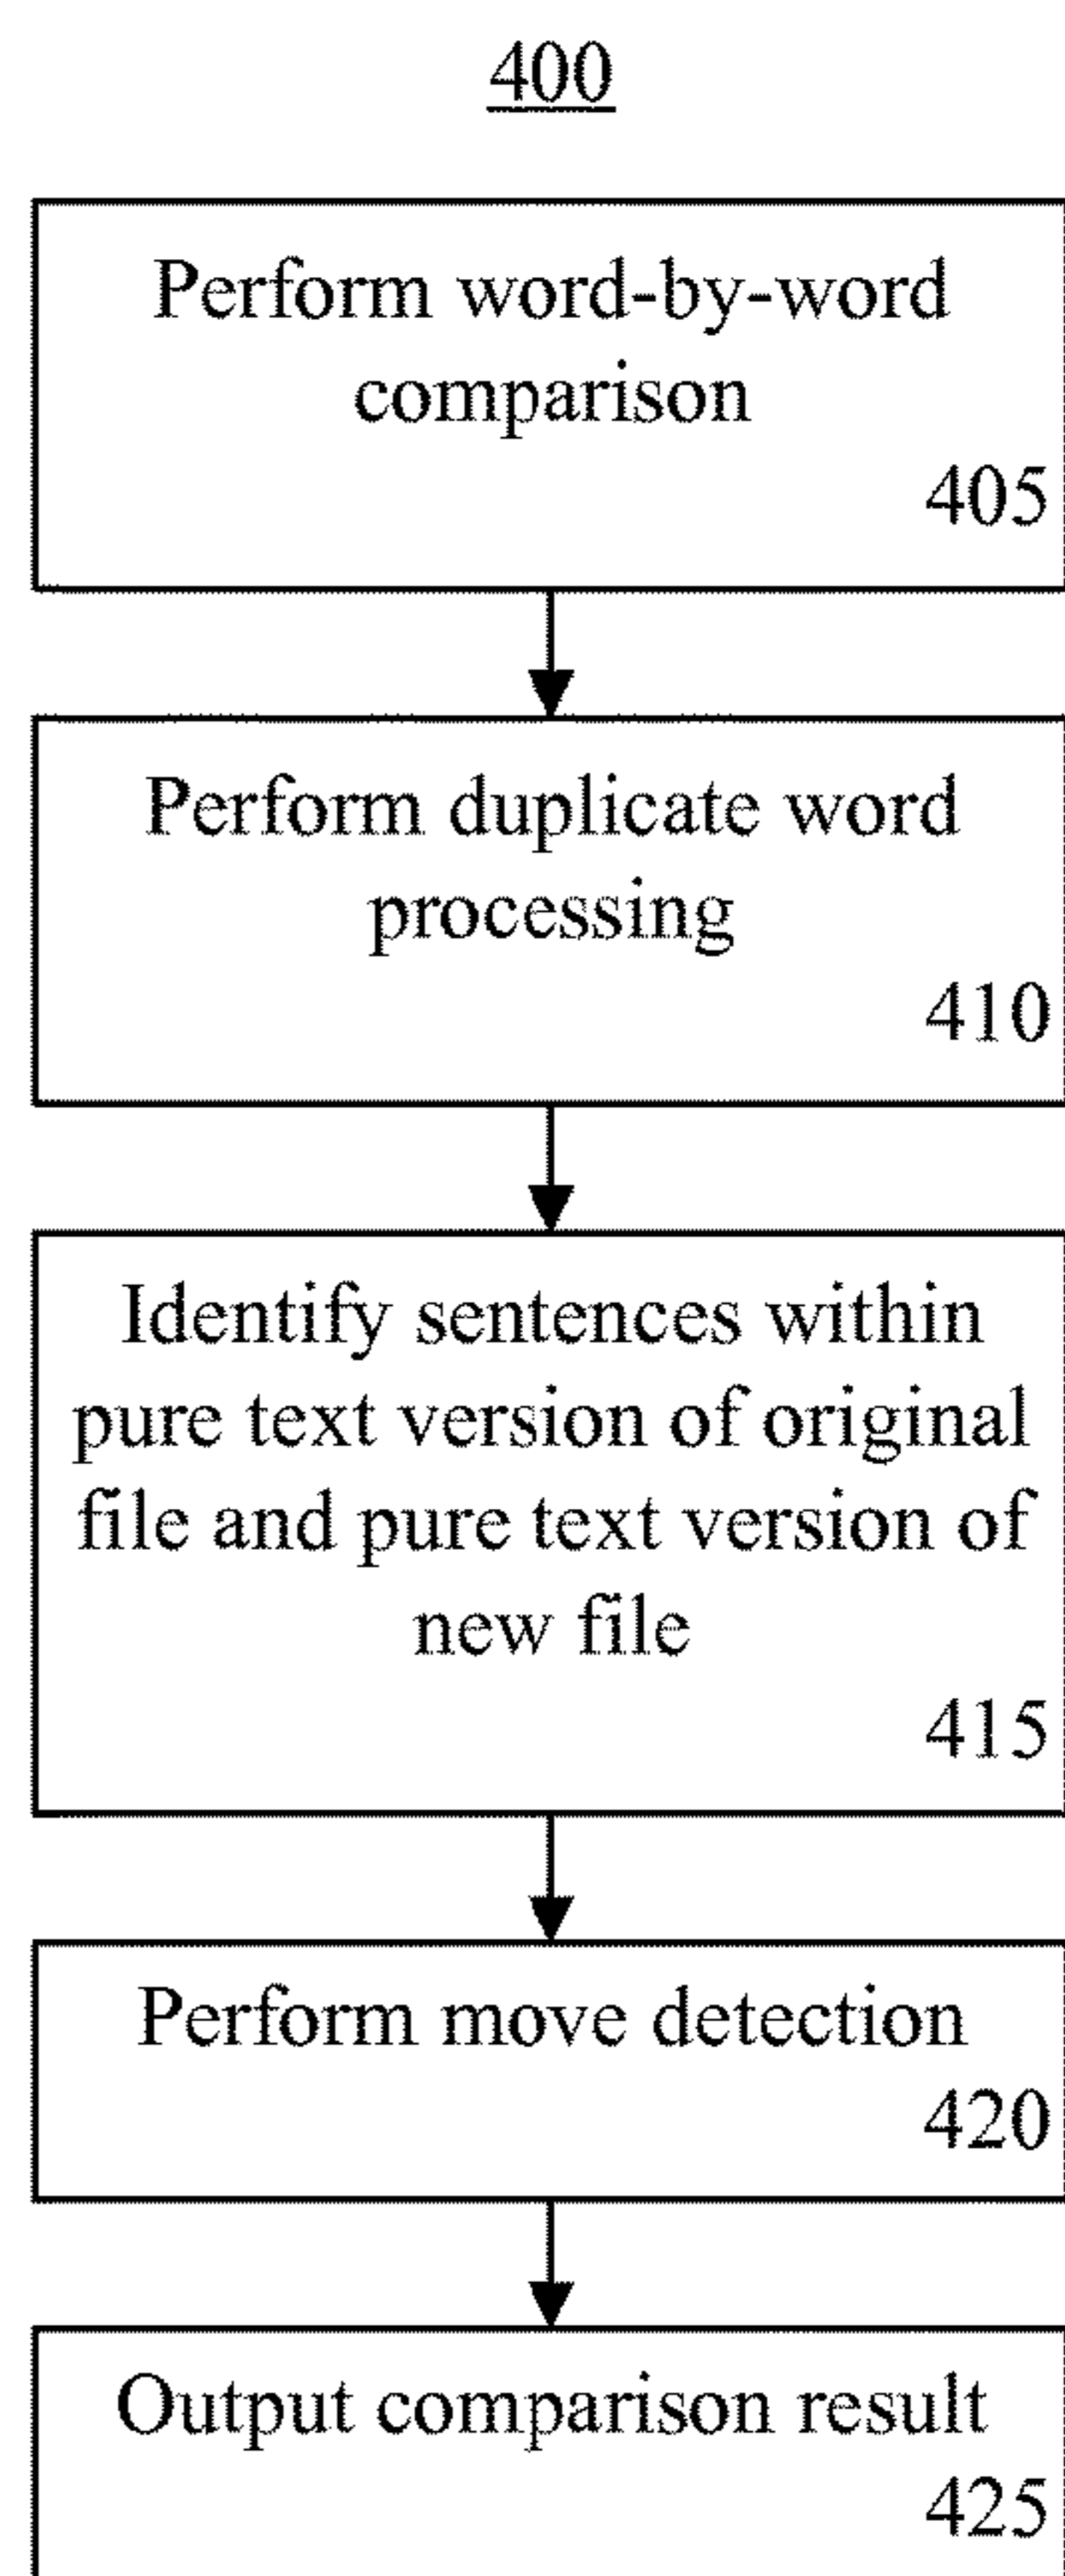 400
Perform word-by-word
comparison
405
Perform duplicate word
processing
410
Identify sentences within
pure text version of original
file and pure text version of
new file
415
Perform move detection
420
Output comparison result
425